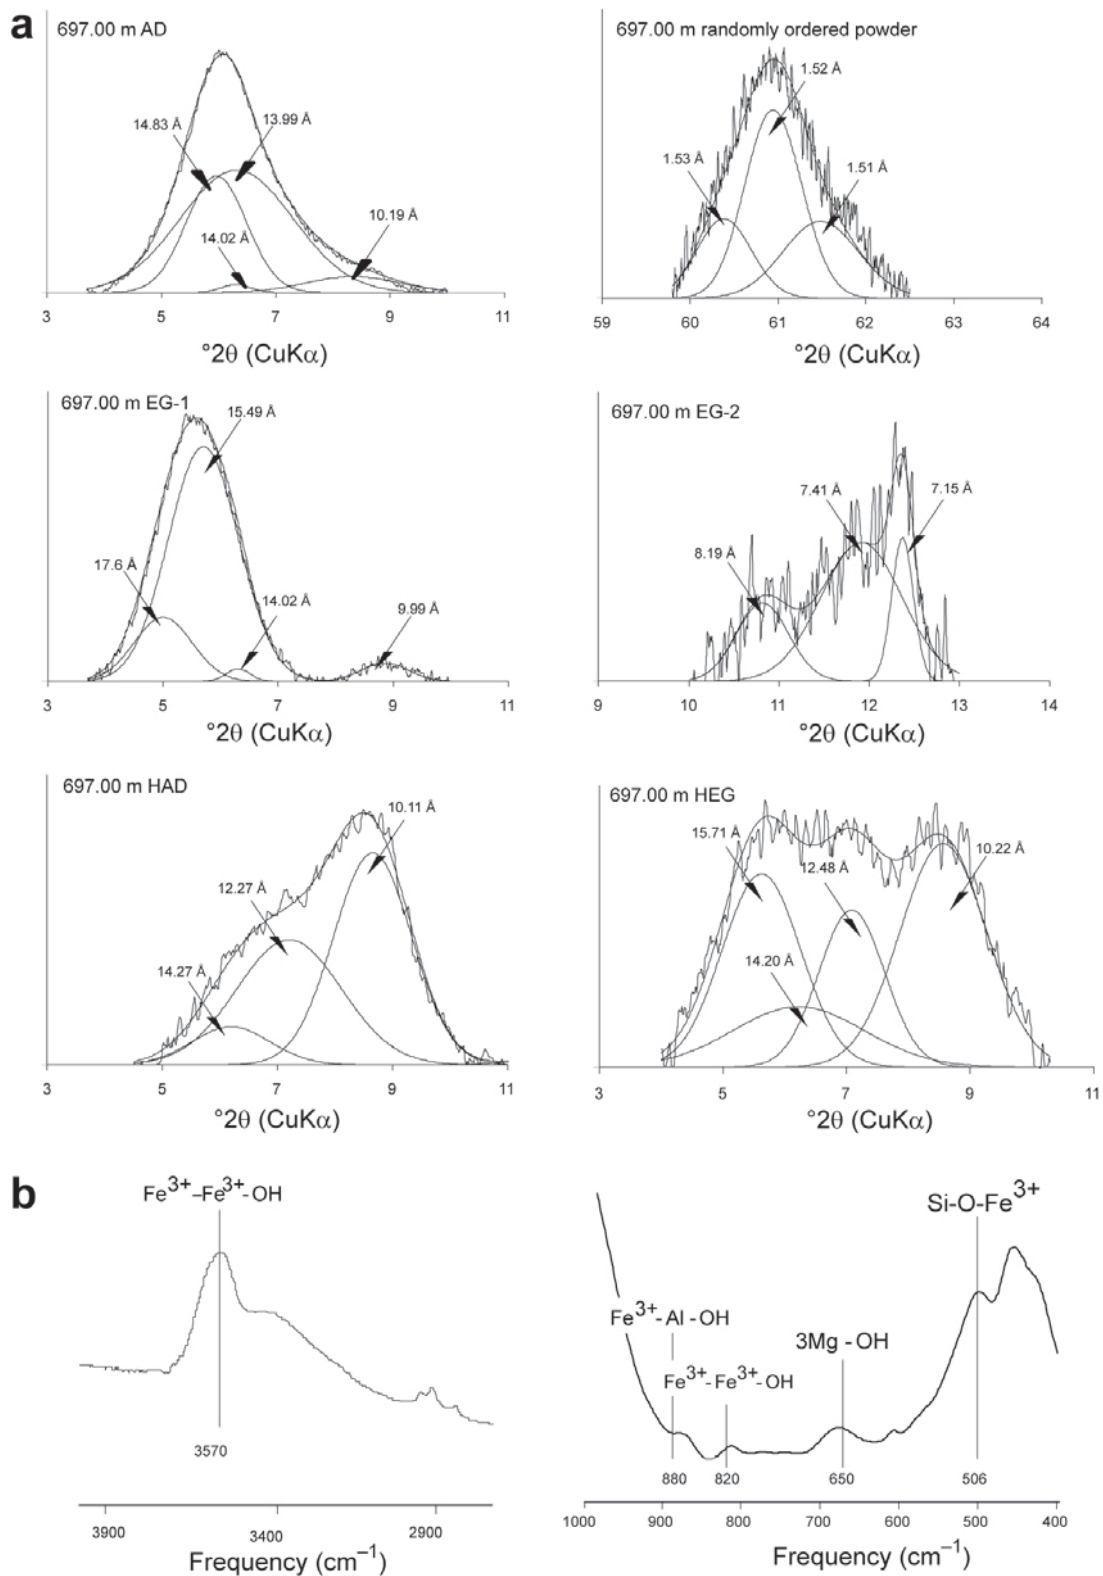 a
697.00 m AD
14.83 Å
13.99 Å
14.02 Å
10.19 Å
3 5 7 9 11
°2θ (CuKα)
697.00 m randomly ordered powder
1.52 Å
1.53 Å
1.51 Å
59 60 61 62 63 64
°2θ (CuKα)
697.00 m EG-1
15.49 Å
17.6 Å
14.02 Å
9.99 Å
3 5 7 9 11
°2θ (CuKα)
697.00 m EG-2
7.41 Å
7.15 Å
8.19 Å
9 10 11 12 13 14
°2θ (CuKα)
697.00 m HAD
10.11 Å
12.27 Å
14.27 Å
3 5 7 9 11
°2θ (CuKα)
697.00 m HEG
15.71 Å
12.48 Å
10.22 Å
14.20 Å
3 5 7 9 11
°2θ (CuKα)
b
Fe3+–Fe3+-OH
3570
3900 3400 2900
Frequency (cm–1)
Si-O-Fe3+
Fe3+-Al-OH
3Mg-OH
Fe3+-Fe3+-OH
880 820 650 506
1000 900 800 700 600 500 400
Frequency (cm–1)